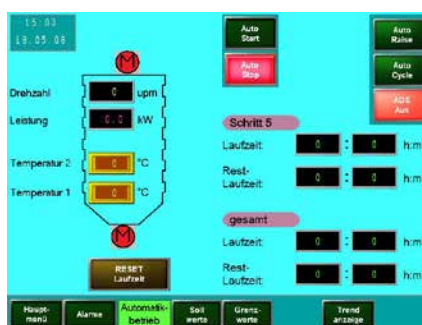 15:03
18.05.06
Auto
Start
Auto
Raise
Auto
Stop
Auto
Cycle
Aus
M
Drehzahl 0 upm
Leistung 0.0 kW
Temperatur 2 0 °C
Temperatur 1 0 °C
M
RESET
Laufzeit
Schritt 5
Laufzeit: 0 : 0 h:m
Rest-
Laufzeit: 0 : 0 h:m
gesamt
Laufzeit: 0 : 0 h:m
Rest-
Laufzeit: 0 : 0 h:m
Haupt-
menü
Alarme
Automatik-
betrieb
Soll
werte
Grenz-
werte
Trend
anzeige